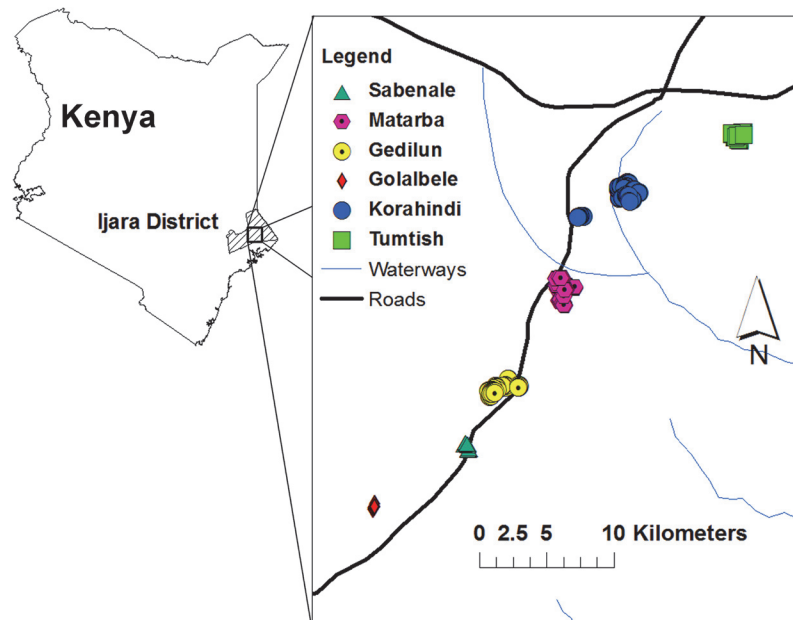 Kenya
Ijara District
Legend
Sabenale
Matarba
Gedilun
Golalbele
Korahindi
Tumtish
Waterways
Roads
N
0 2.5 5 10 Kilometers